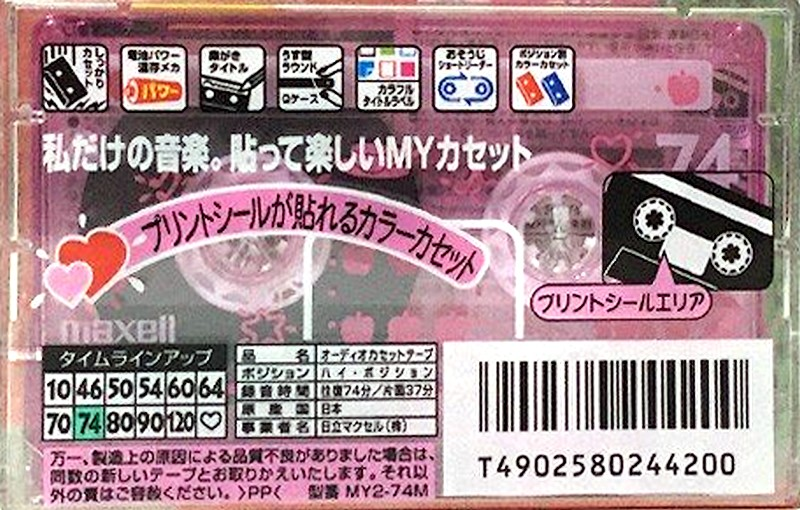 しっかり
カセット
電池パワー
温存メカ
パワー
鼻がき
タイトル
うす型
ラウンド
Qケース
カラフル
タイトルラベル
おそうじ
ショートリーダー
ポジション別
カラーカセット
私だけの音楽。貼って楽しいMYカセット
74
プリントシールが貼れるカラーカセット
プリントシールエリア
maxell
タイムラインアップ
10 46 50 54 60 64
70 74 80 90 120 ♡
品名 オーディオカセットテープ
ポジション ハイ・ポジション
録音時間 往復74分/片面37分
原産国 日本
事業者名 日立マクセル(株)
万一、製造上の原因による品質不良がありました場合は、
同数の新しいテープとお取りかえいたします。それ以
外の責はご容赦ください。>PP< 型番 MY2-74M
T4902580244200